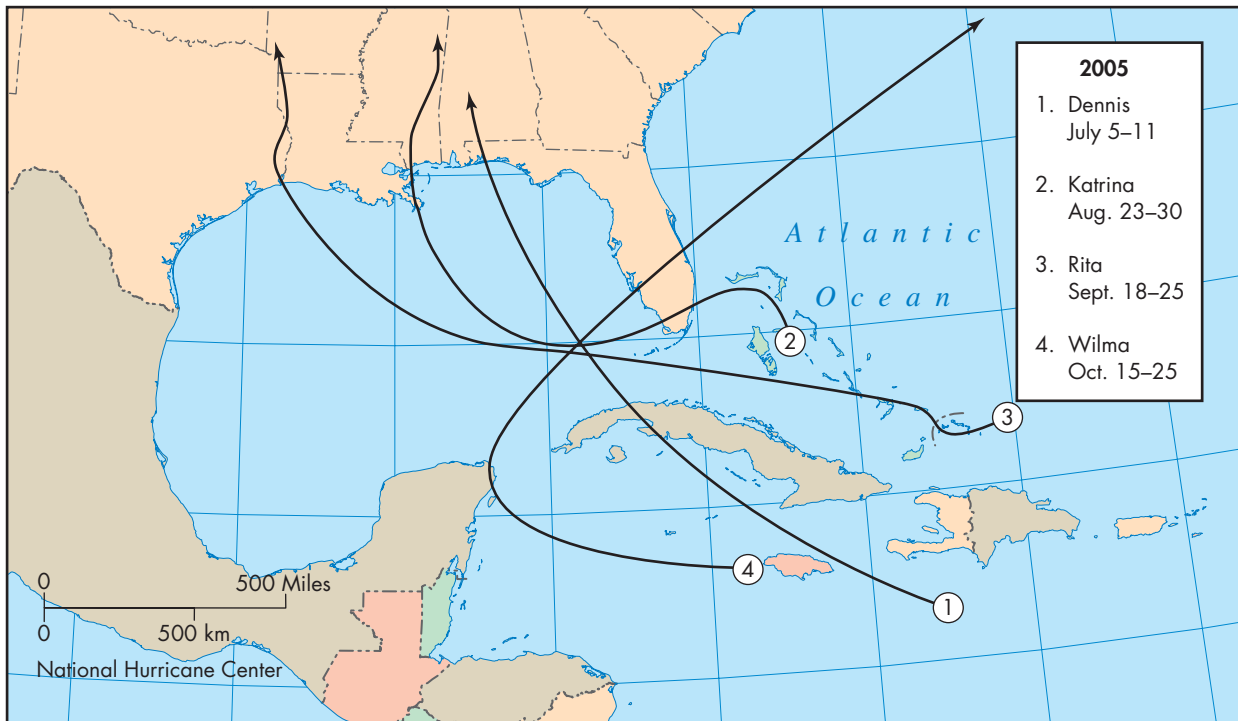 2005
1. Dennis
July 5–11
2. Katrina
Aug. 23–30
3. Rita
Sept. 18–25
4. Wilma
Oct. 15–25
Atlantic
Ocean
2
3
4
1
0
500 Miles
0
500 km
National Hurricane Center